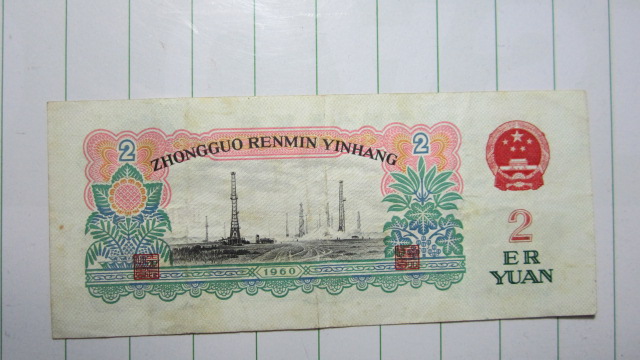 2
2
ZHONGGUO RENMIN YINHANG
1960
2
ER
YUAN